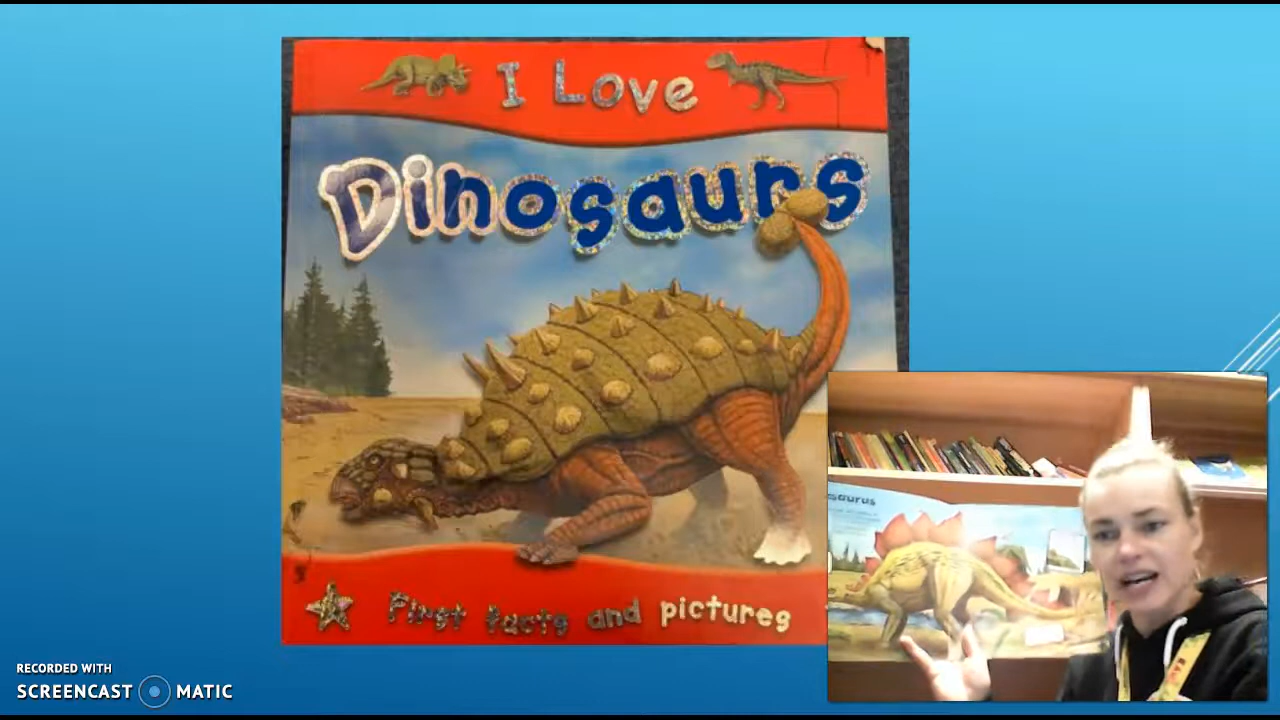 I Love
Dinosaurs
First facts and pictures
saurus
RECORDED WITH
SCREENCAST MATIC